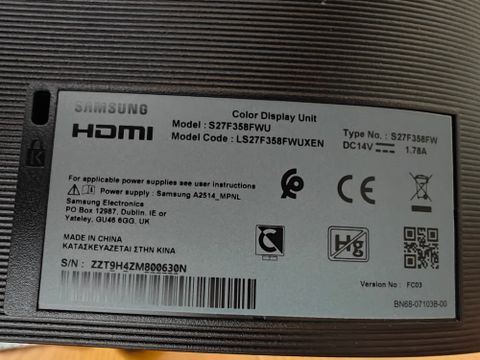 SAMSUNG
HDMI
Color Display Unit
Model : S27F358FWU
Model Code : LS27F358FWUXEN
Type No. : S27F358FW
DC14V 1.78A
For applicable power supplies see user instructions
Power supply : Samsung A2514_MPNL
Samsung Electronics
PO Box 12987, Dublin. IE or
Yateley, GU46 6GG. UK
MADE IN CHINA
ΚΑΤΑΣΚΕΥΑΖΕΤΑΙ ΣΤΗΝ ΚΙΝΑ
S/N : ZZT9H4ZM800630N
CE
Hg
Version No : FC03
BN68-07103B-00
K